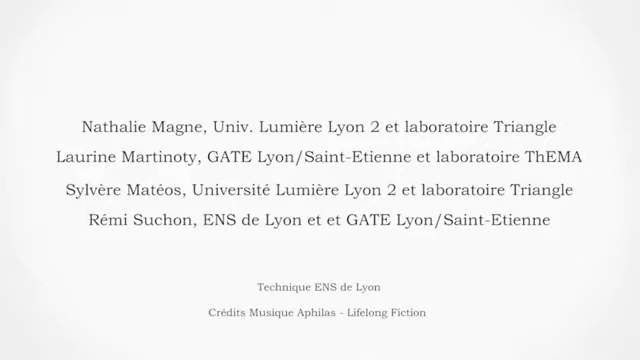 Nathalie Magne, Univ. Lumière Lyon 2 et laboratoire Triangle
Laurine Martinoty, GATE Lyon/Saint-Etienne et laboratoire ThEMA
Sylvère Matéos, Université Lumière Lyon 2 et laboratoire Triangle
Rémi Suchon, ENS de Lyon et et GATE Lyon/Saint-Etienne
Technique ENS de Lyon
Crédits Musique Aphilas - Lifelong Fiction